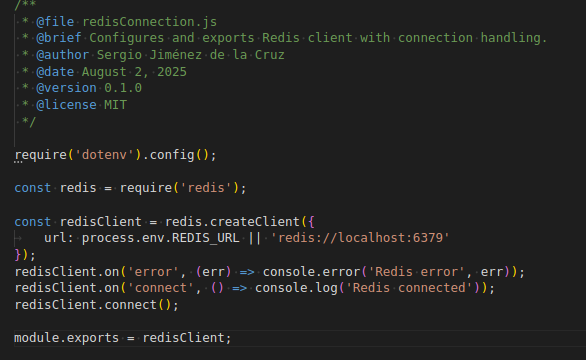 /**
 * @file redisConnection.js
 * @brief Configures and exports Redis client with connection handling.
 * @author Sergio Jiménez de la Cruz
 * @date August 2, 2025
 * @version 0.1.0
 * @license MIT
 */
require('dotenv').config();
const redis = require('redis');
const redisClient = redis.createClient({
    url: process.env.REDIS_URL || 'redis://localhost:6379'
});
redisClient.on('error', (err) => console.error('Redis error', err));
redisClient.on('connect', () => console.log('Redis connected'));
redisClient.connect();
module.exports = redisClient;